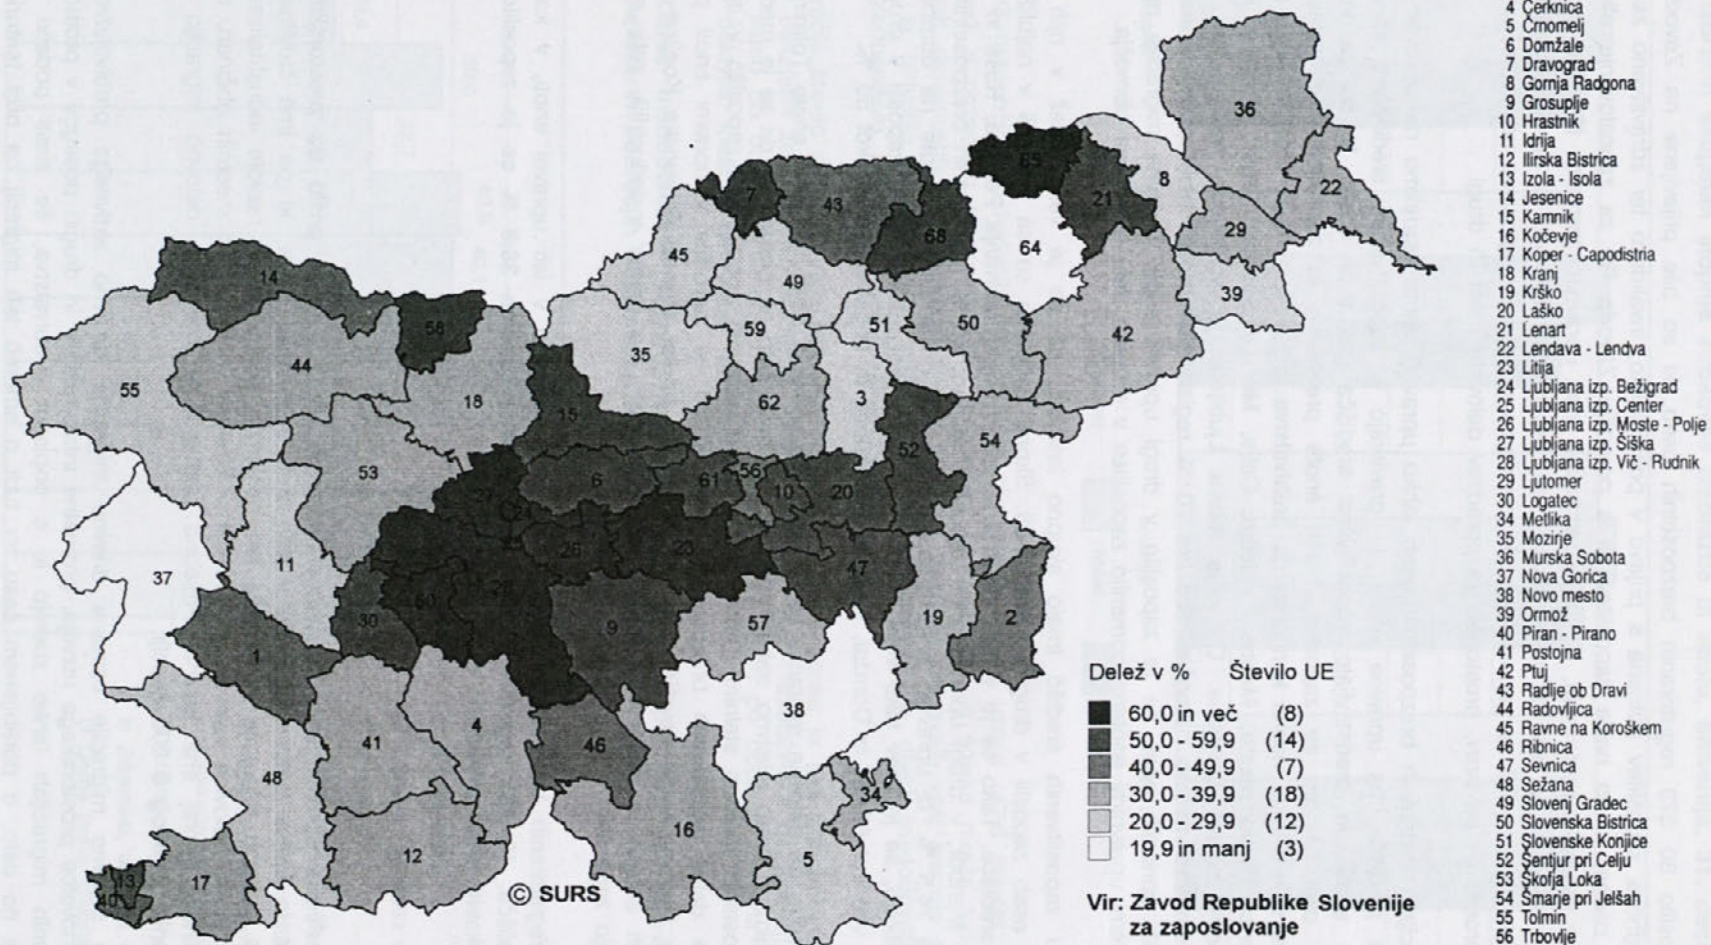 4 Cerknica
5 Črnomelj
6 Domžale
7 Dravograd
8 Gornja Radgona
9 Grosuplje
10 Hrastnik
11 Idrija
12 Ilirska Bistrica
13 Izola - Isola
14 Jesenice
15 Kamnik
16 Kočevje
17 Koper - Capodistria
18 Kranj
19 Krško
20 Laško
21 Lenart
22 Lendava - Lendva
23 Litija
24 Ljubljana izp. Bežigrad
25 Ljubljana izp. Center
26 Ljubljana izp. Moste - Polje
27 Ljubljana izp. Šiška
28 Ljubljana izp. Vič - Rudnik
29 Ljutomer
30 Logatec
34 Metlika
35 Mozirje
36 Murska Sobota
37 Nova Gorica
38 Novo mesto
39 Ormož
40 Piran - Pirano
41 Postojna
42 Ptuj
43 Radlje ob Dravi
44 Radovljica
45 Ravne na Koroškem
46 Ribnica
47 Sevnica
48 Sežana
49 Slovenj Gradec
50 Slovenska Bistrica
51 Slovenske Konjice
52 Šentjur pri Celju
53 Škofja Loka
54 Šmarje pri Jelšah
55 Tolmin
56 Trbovlje
36
65
8
7
43
21
22
68
29
45
64
14
49
39
58
59
51
50
42
35
44
55
18
62
3
15
54
53
52
6
61
56
10
20
27
24
26
23
11
37
47
60
30
9
57
19
2
1
38
4
41
46
48
34
16
12
5
13
17
40
Delež v % Število UE
60,0 in več (8)
50,0 - 59,9 (14)
40,0 - 49,9 (7)
30,0 - 39,9 (18)
20,0 - 29,9 (12)
19,9 in manj (3)
© SURS
Vir: Zavod Republike Slovenije
za zaposlovanje